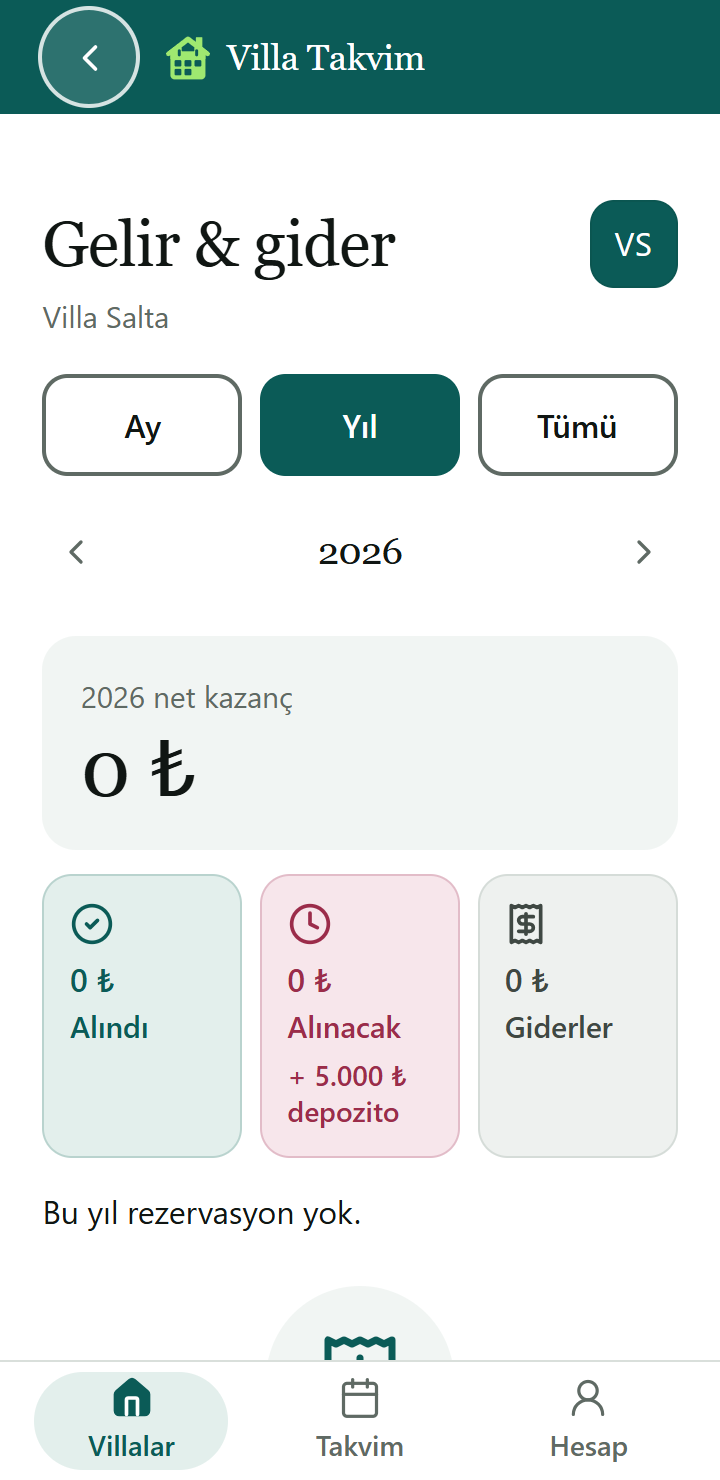 Villa Takvim
Gelir & gider
VS
Villa Salta
Ay
Yıl
Tümü
2026
2026 net kazanç
0 ₺
0 ₺
Alındı
0 ₺
Alınacak
+ 5.000 ₺
depozito
0 ₺
Giderler
Bu yıl rezervasyon yok.
Villalar
Takvim
Hesap